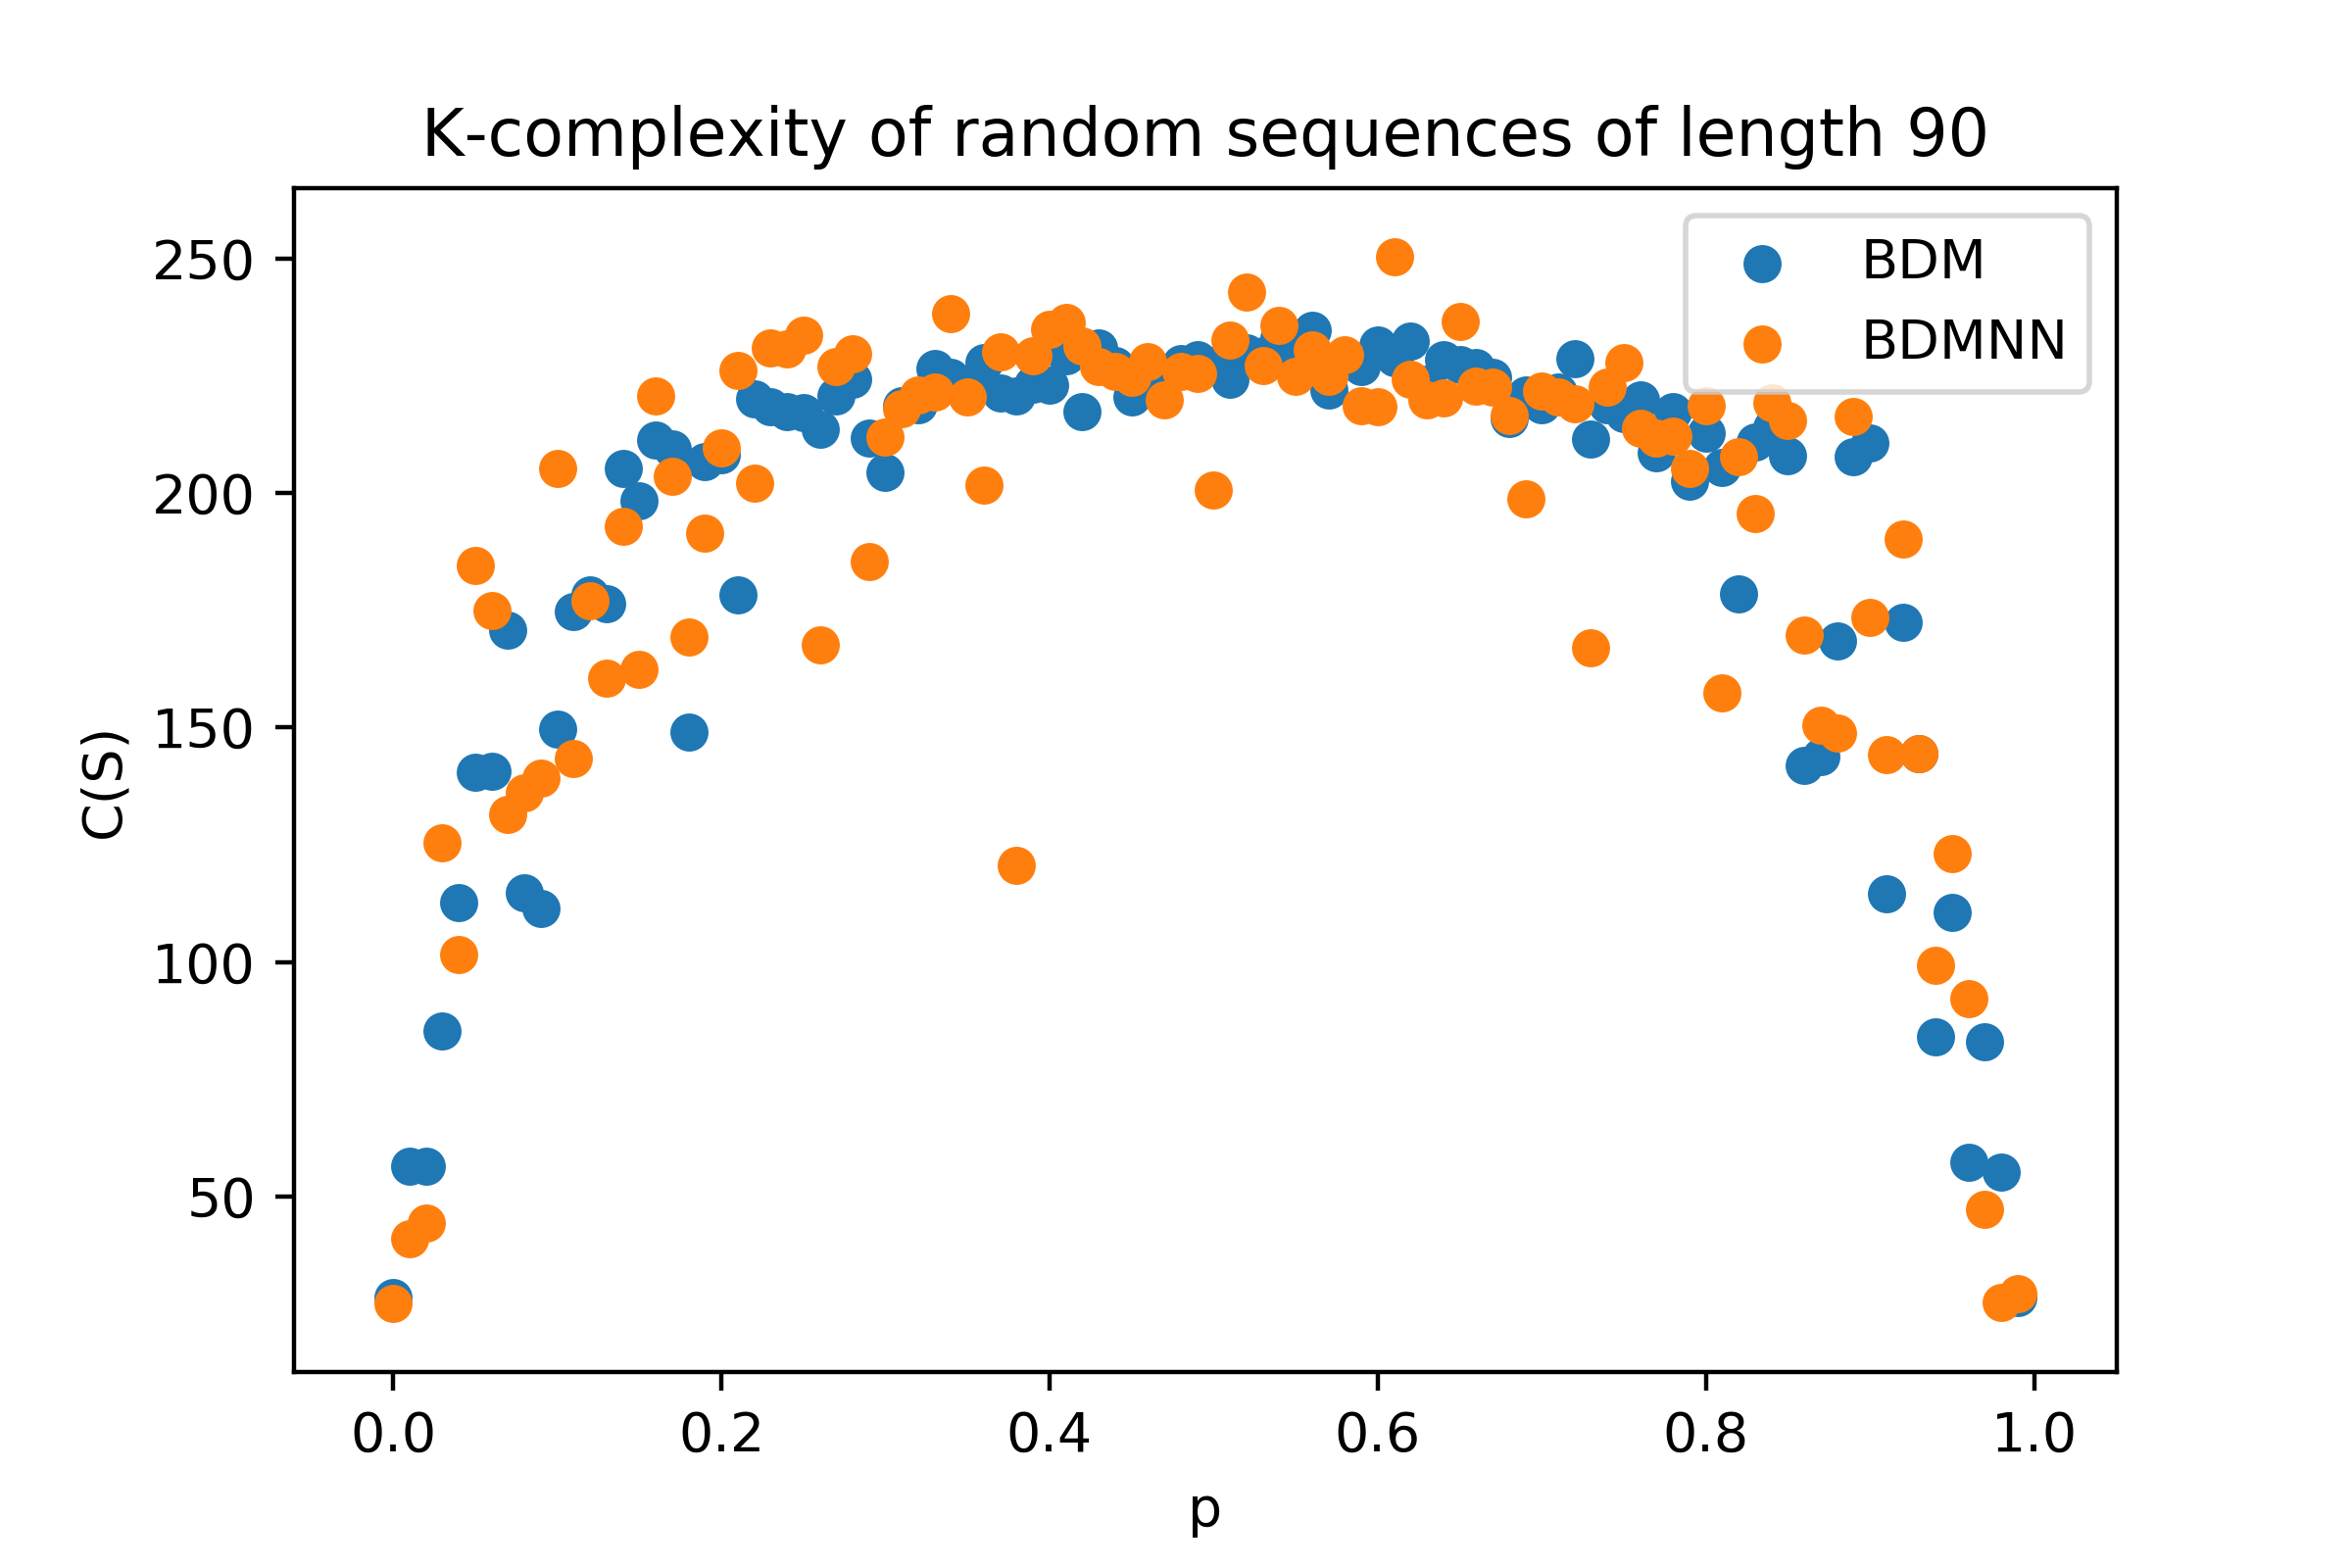 K-complexity of random sequences of length 90
BDM
BDMNN
C(s)
250
200
150
100
50
0.0 0.2 0.4 0.6 0.8 1.0
p